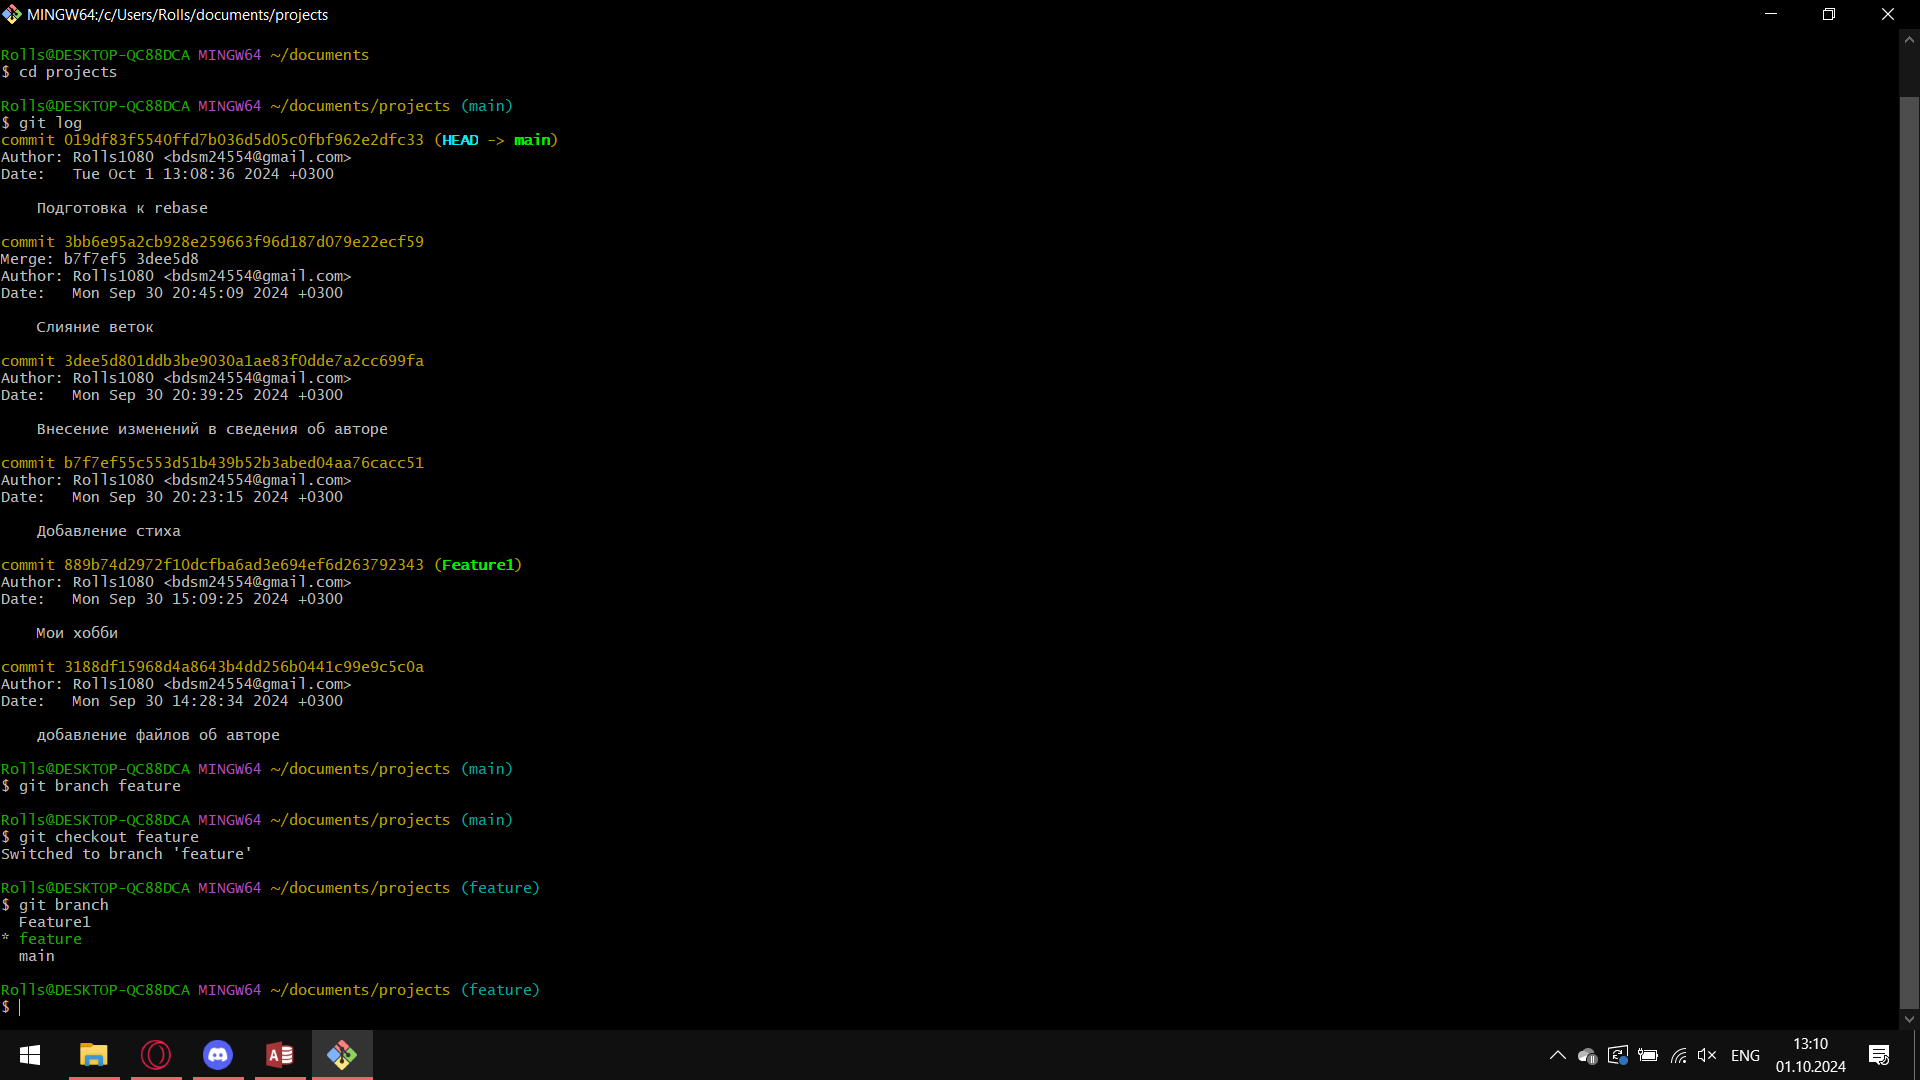 MINGW64:/c/Users/Rolls/documents/projects
Rolls@DESKTOP-QC88DCA MINGW64 ~/documents
$ cd projects
Rolls@DESKTOP-QC88DCA MINGW64 ~/documents/projects (main)
$ git log
commit 019df83f5540ffd7b036d5d05c0fbf962e2dfc33 (HEAD -> main)
Author: Rolls1080 <bdsm24554@gmail.com>
Date:   Tue Oct 1 13:08:36 2024 +0300
Подготовка к rebase
commit 3bb6e95a2cb928e259663f96d187d079e22ecf59
Merge: b7f7ef5 3dee5d8
Author: Rolls1080 <bdsm24554@gmail.com>
Date:   Mon Sep 30 20:45:09 2024 +0300
Слияние веток
commit 3dee5d801ddb3be9030a1ae83f0dde7a2cc699fa
Author: Rolls1080 <bdsm24554@gmail.com>
Date:   Mon Sep 30 20:39:25 2024 +0300
Внесение изменений в сведения об авторе
commit b7f7ef55c553d51b439b52b3abed04aa76cacc51
Author: Rolls1080 <bdsm24554@gmail.com>
Date:   Mon Sep 30 20:23:15 2024 +0300
Добавление стиха
commit 889b74d2972f10dcfba6ad3e694ef6d263792343 (Feature1)
Author: Rolls1080 <bdsm24554@gmail.com>
Date:   Mon Sep 30 15:09:25 2024 +0300
Мои хобби
commit 3188df15968d4a8643b4dd256b0441c99e9c5c0a
Author: Rolls1080 <bdsm24554@gmail.com>
Date:   Mon Sep 30 14:28:34 2024 +0300
добавление файлов об авторе
Rolls@DESKTOP-QC88DCA MINGW64 ~/documents/projects (main)
$ git branch feature
Rolls@DESKTOP-QC88DCA MINGW64 ~/documents/projects (main)
$ git checkout feature
Switched to branch 'feature'
Rolls@DESKTOP-QC88DCA MINGW64 ~/documents/projects (feature)
$ git branch
Feature1
* feature
main
Rolls@DESKTOP-QC88DCA MINGW64 ~/documents/projects (feature)
$
A
ENG
13:10
01.10.2024